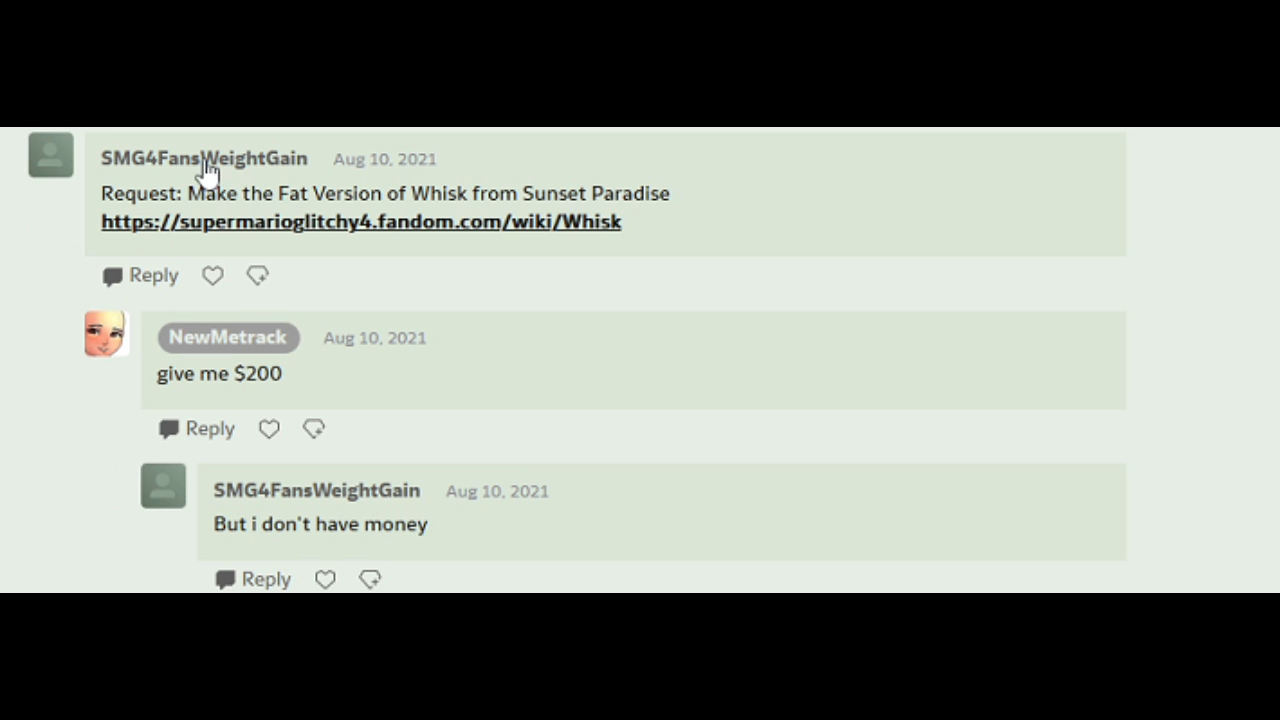 SMG4FansWeightGain Aug 10, 2021
Request: Make the Fat Version of Whisk from Sunset Paradise
https://supermarioglitchy4.fandom.com/wiki/Whisk
Reply
NewMetrack Aug 10, 2021
give me $200
Reply
SMG4FansWeightGain Aug 10, 2021
But i don't have money
Reply